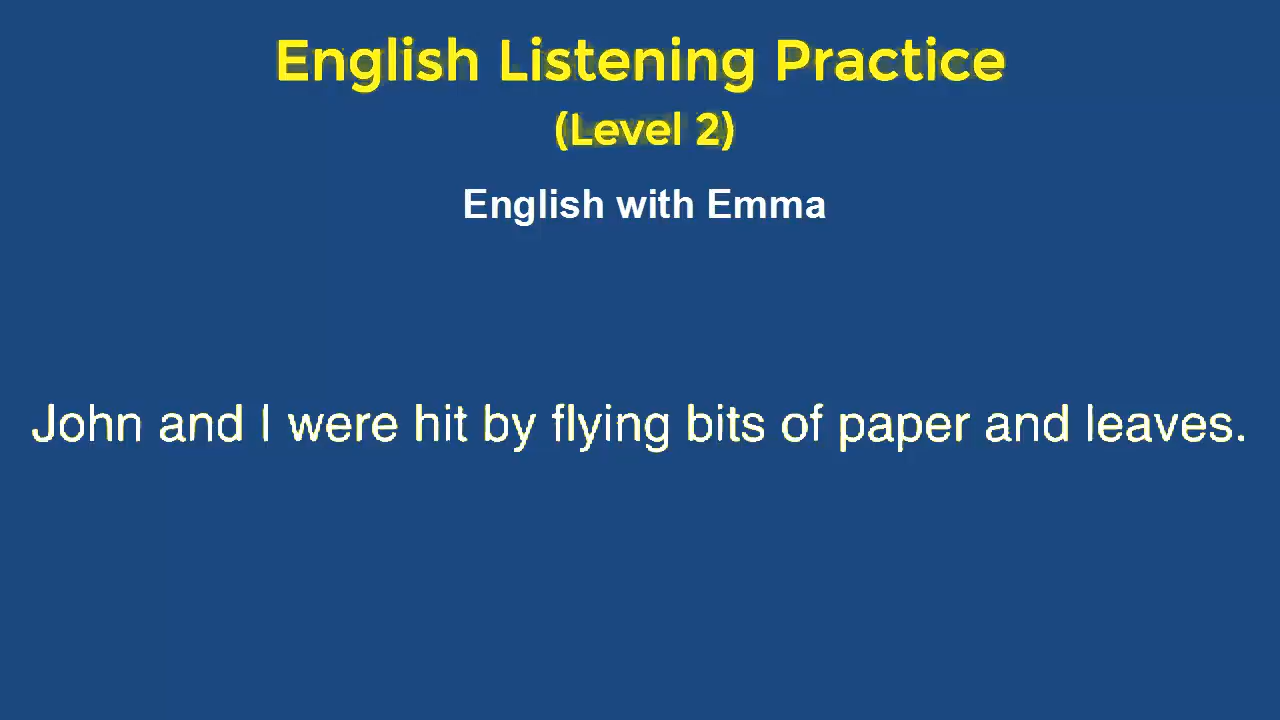 English Listening Practice
(Level 2)
English with Emma
John and I were hit by flying bits of paper and leaves.